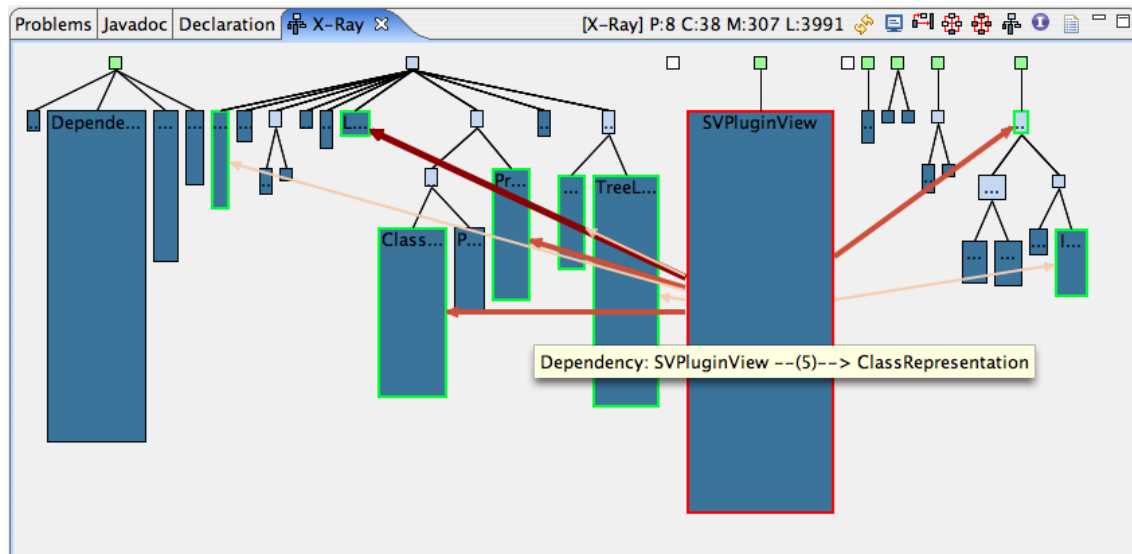 Problems
Javadoc
Declaration
X-Ray
[X-Ray] P:8 C:38 M:307 L:3991
Depende...
...
...
...
L...
..
SVPluginView
..
Pr...
...
TreeL...
Class...
P...
...
I...
...
...
Dependency: SVPluginView --(5)--> ClassRepresentation